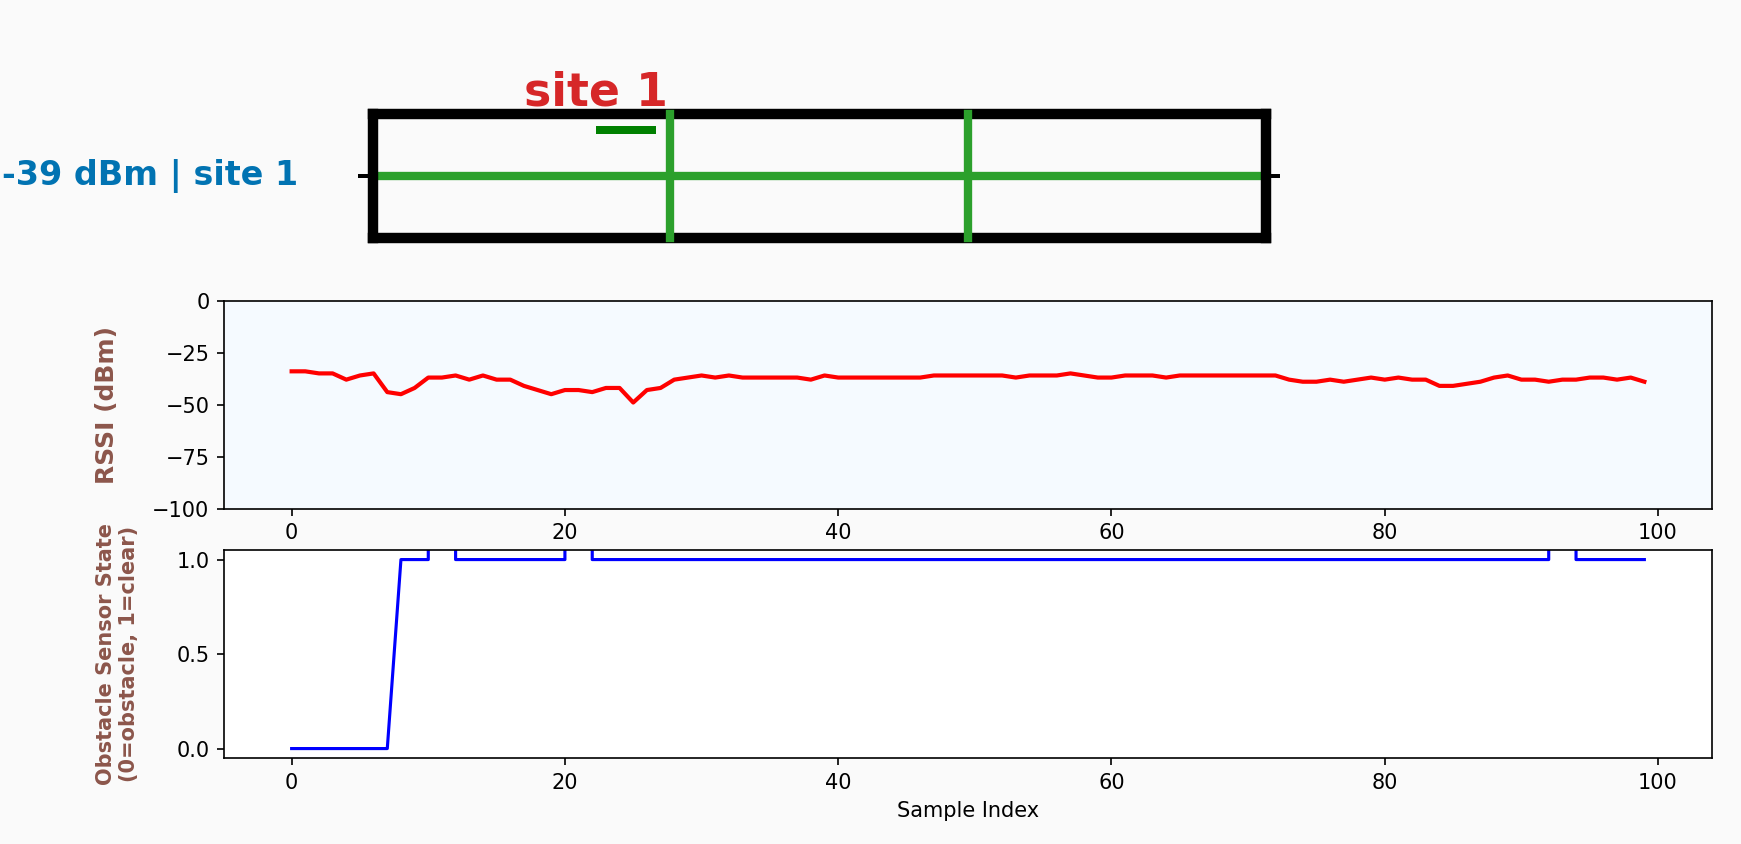 site 1
-39 dBm | site 1
RSSI (dBm)
0
−25
−50
−75
−100
0 20 40 60 80 100
Obstacle Sensor State
(0=obstacle, 1=clear)
1.0
0.5
0.0
0 20 40 60 80 100
Sample Index